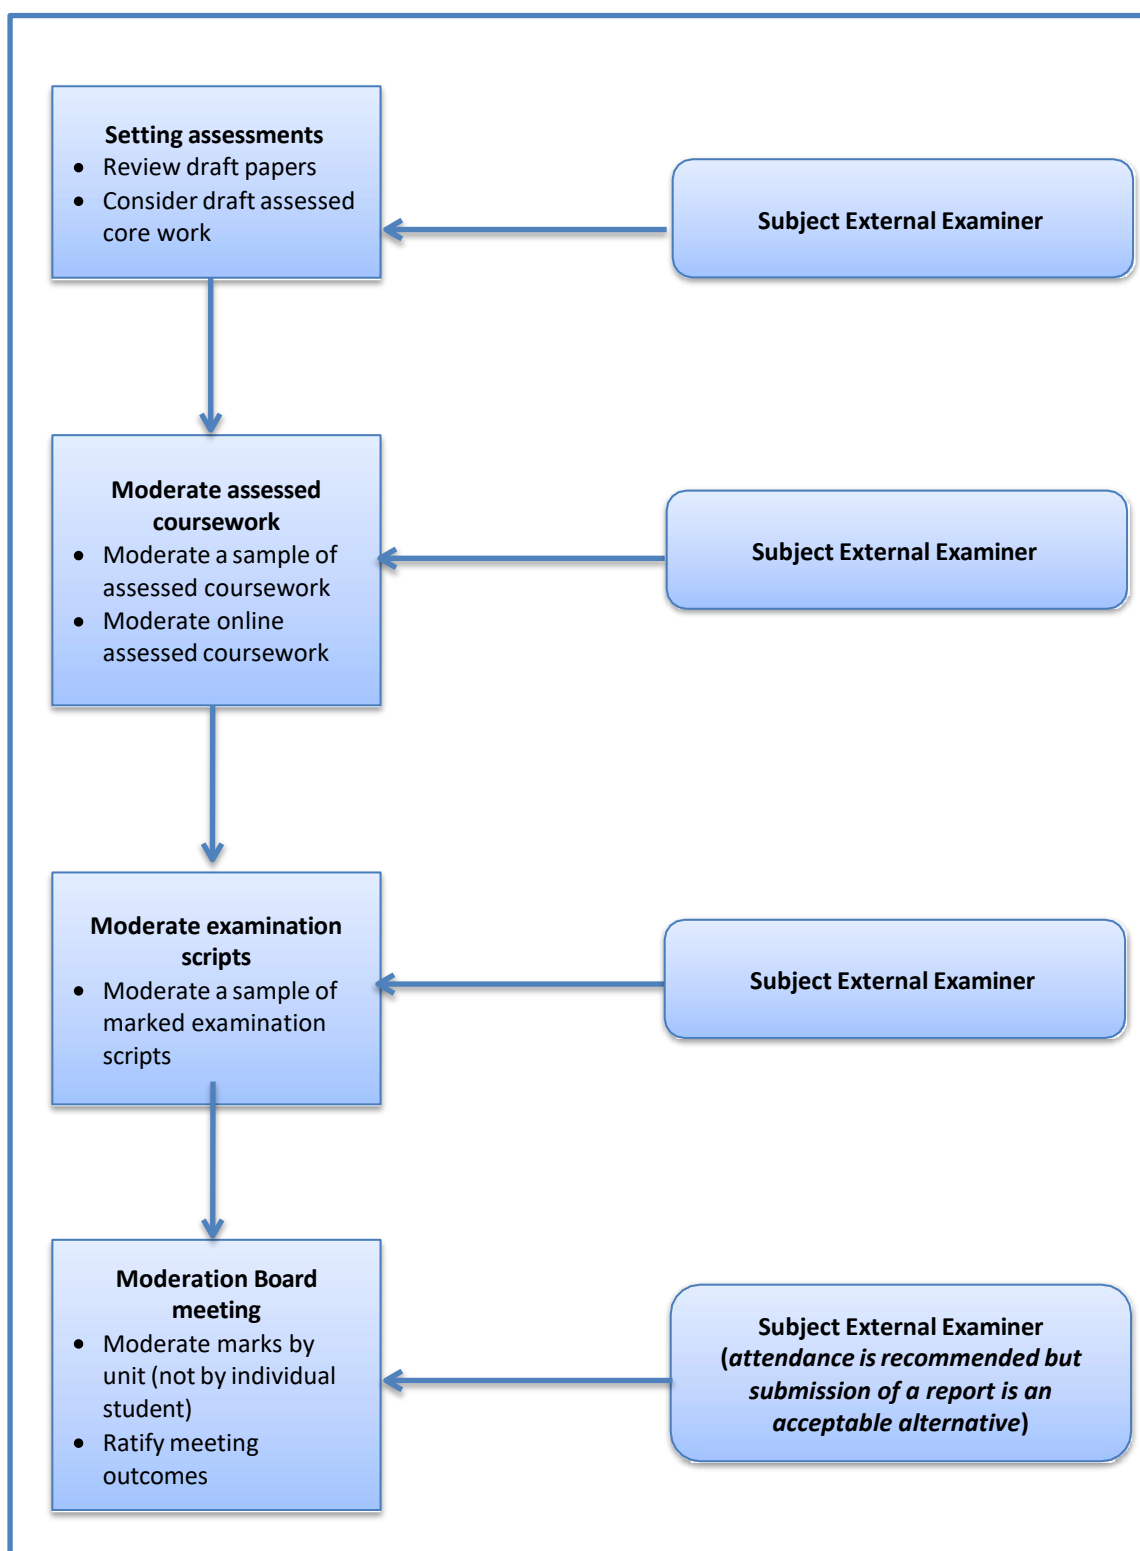 Setting assessments
• Review draft papers
• Consider draft assessed
core work
Subject External Examiner
Moderate assessed
coursework
• Moderate a sample of
assessed coursework
• Moderate online
assessed coursework
Subject External Examiner
Moderate examination
scripts
• Moderate a sample of
marked examination
scripts
Subject External Examiner
Moderation Board
meeting
• Moderate marks by
unit (not by individual
student)
• Ratify meeting
outcomes
Subject External Examiner
(attendance is recommended but
submission of a report is an
acceptable alternative)